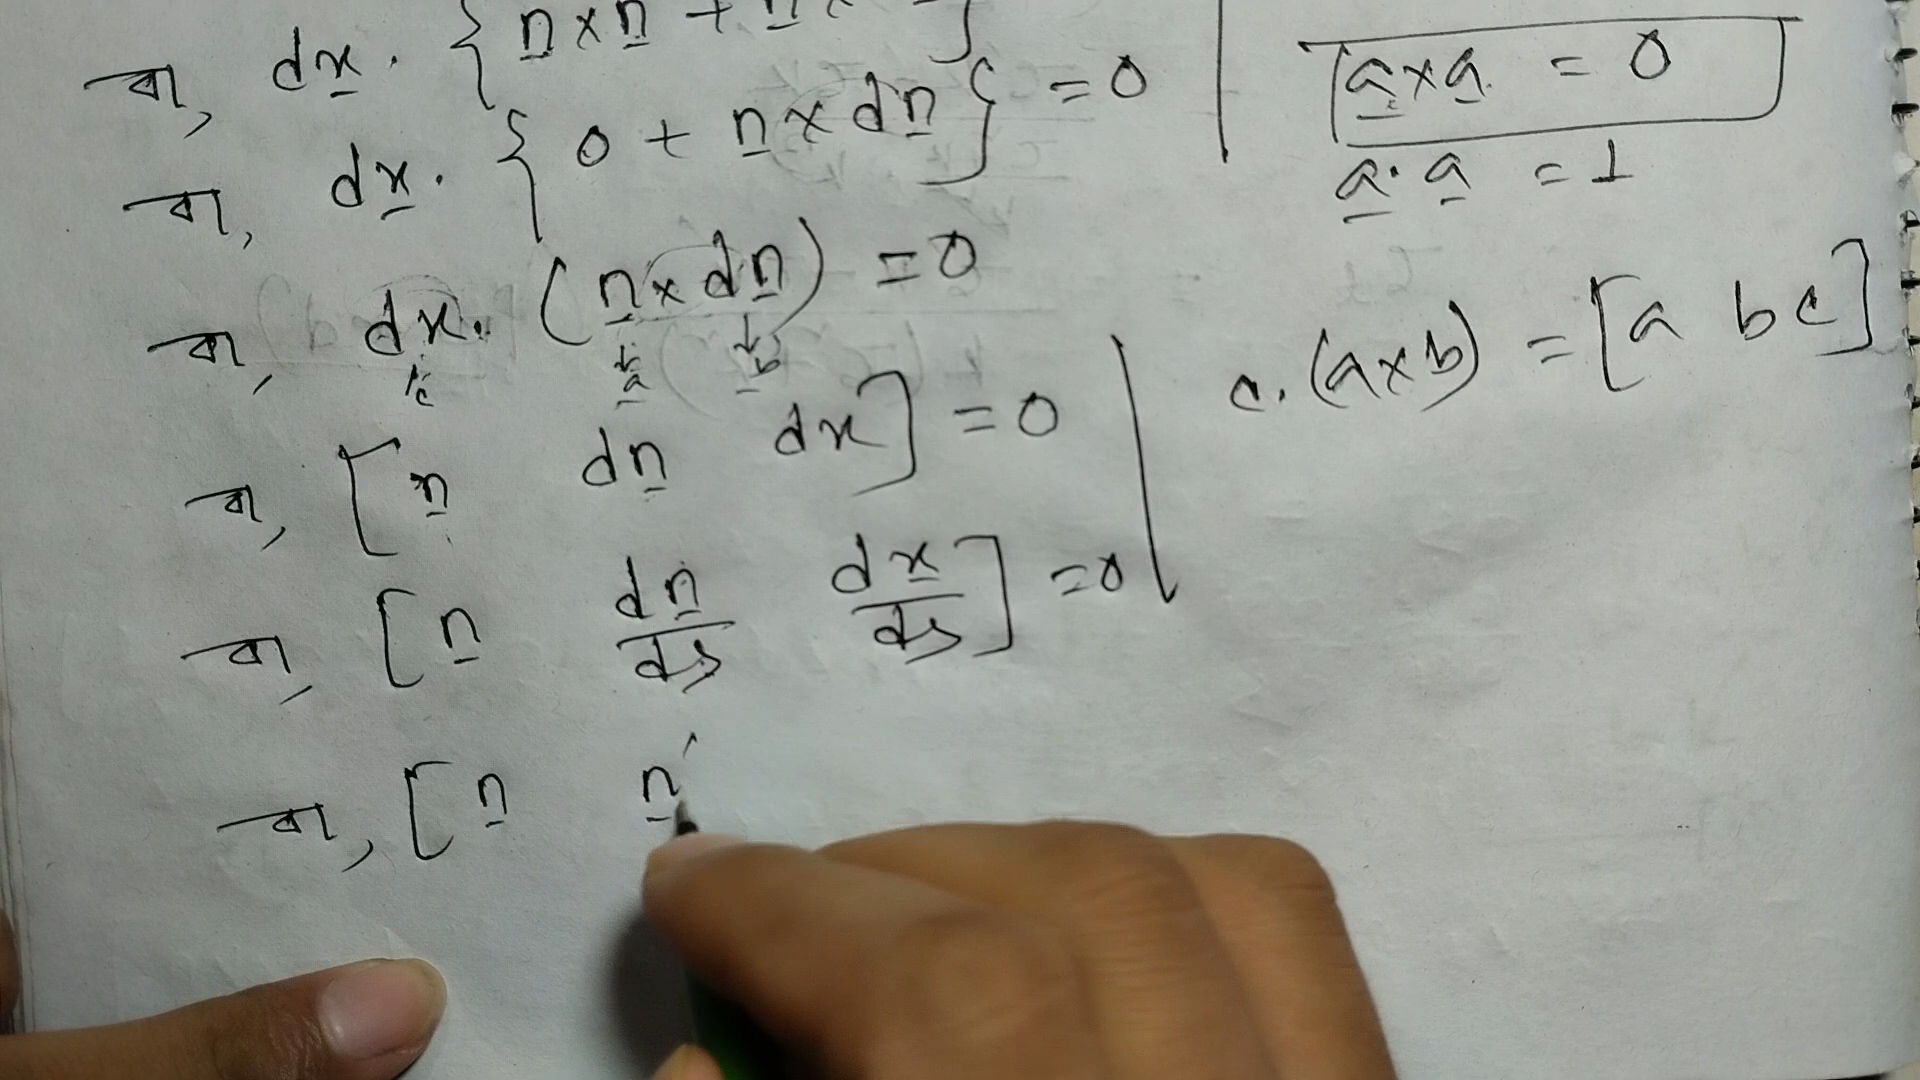 বা, dx. { n×n + n×
বা, dx. { 0 + n×dn } = 0
বা, dx. (n×dn) = 0
c a b
বা, [n dn dx] = 0
বা, [n dn/ds dx/ds] = 0
বা, [n n′
a×a = 0
a·a = 1
c.(a×b) = [a b c]